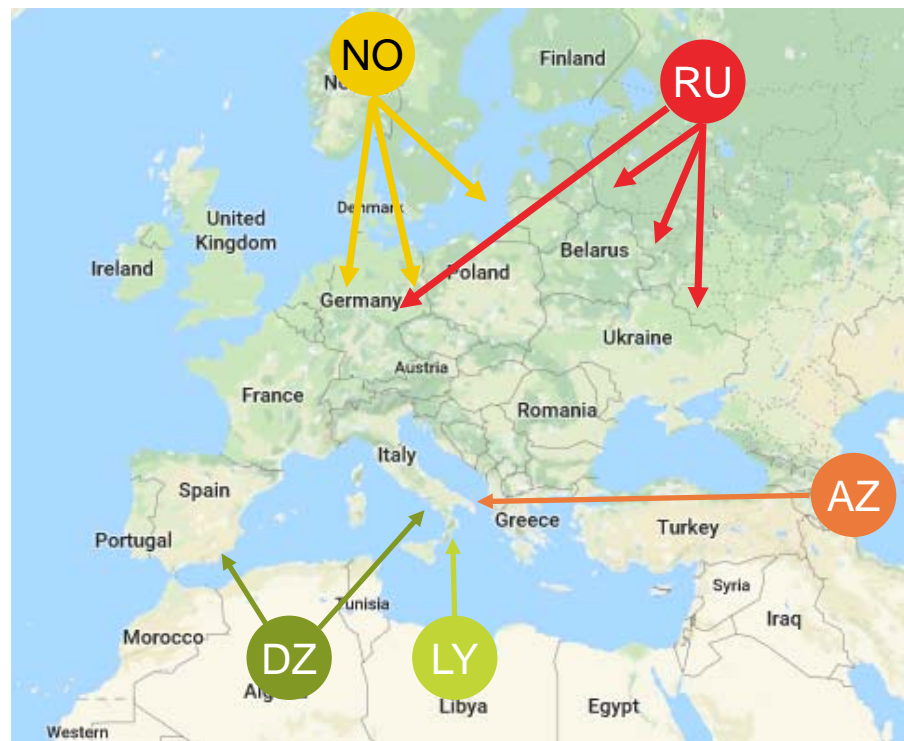 NO
No
Finland
RU
Denmark
United
Kingdom
Ireland
Belarus
Poland
Germany
Ukraine
Austria
France
Romania
Italy
Spain
AZ
Greece
Turkey
Portugal
Syria
Tunisia
Iraq
Morocco
DZ
LY
Alg
Libya
Egypt
Western